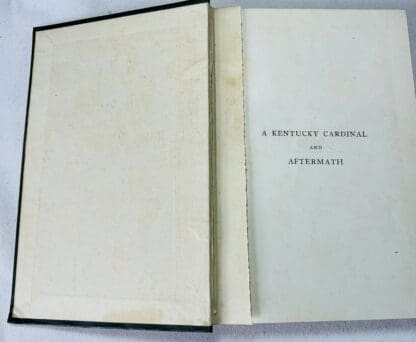 A KENTUCKY CARDINAL
AND
AFTERMATH